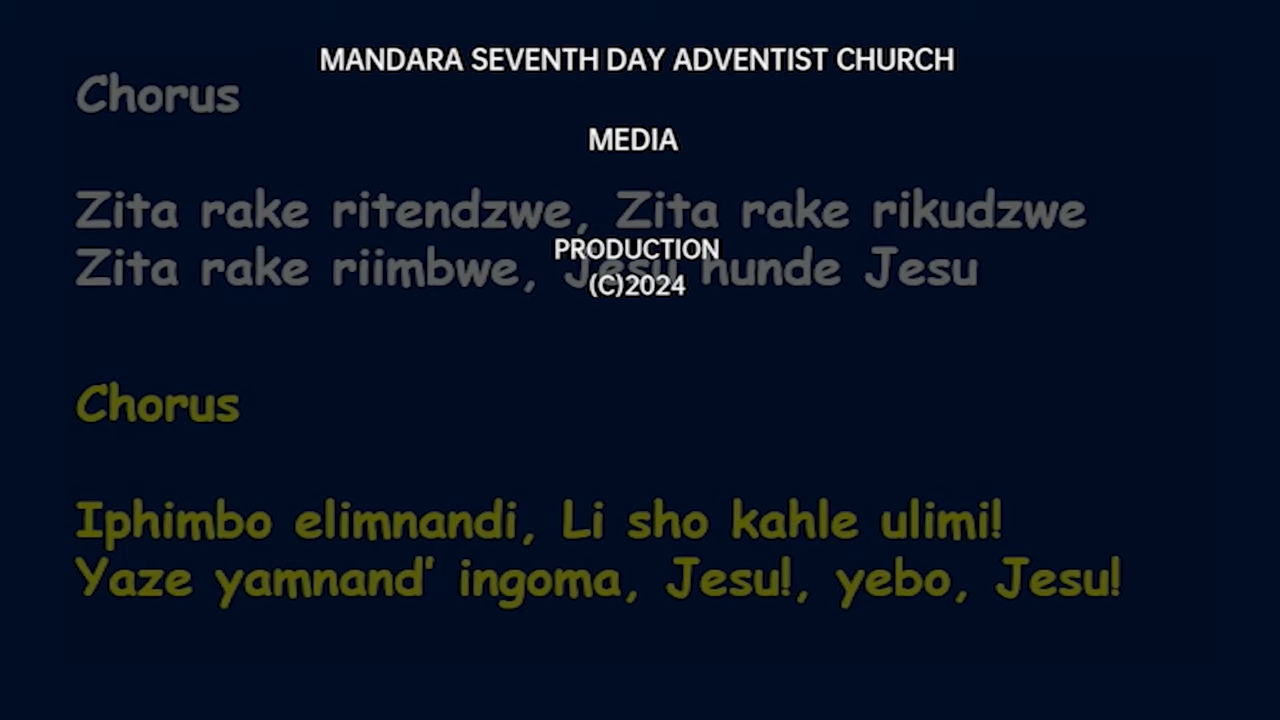 MANDARA SEVENTH DAY ADVENTIST CHURCH
Chorus
MEDIA
Zita rake ritendzwe, Zita rake rikudzwe
PRODUCTION
Zita rake riimbwe, Jesu hunde Jesu
(C)2024
Chorus
Iphimbo elimnandi, Li sho kahle ulimi!
Yaze yamnand' ingoma, Jesu!, yebo, Jesu!